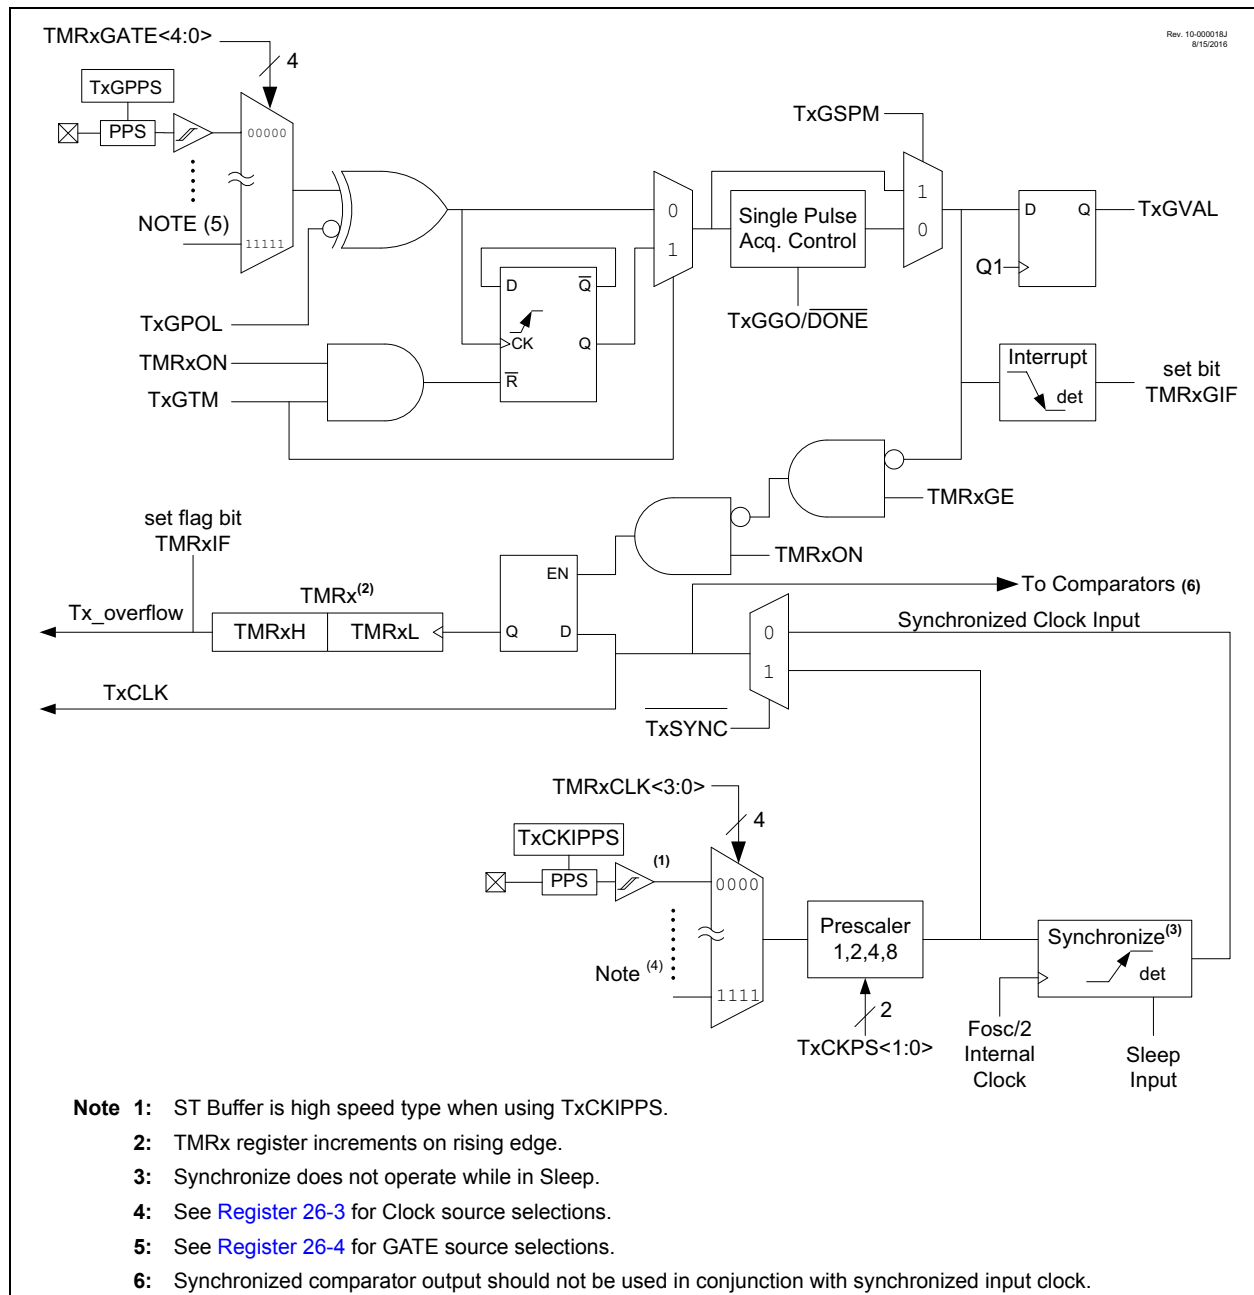 Rev. 10-000018J
8/15/2016
TMRxGATE<4:0>
4
TxGPPS
PPS
00000
NOTE (5)
11111
TxGPOL
TMRxON
TxGTM
D
Q
CK
Q
R
0
1
Single Pulse
Acq. Control
TxGGO/DONE
TxGSPM
1
0
D
Q
Q1
TxGVAL
Interrupt
det
set bit
TMRxGIF
TMRxGE
TMRxON
set flag bit
TMRxIF
Tx_overflow
TMRx(2)
TMRxH
TMRxL
EN
Q
D
TxCLK
To Comparators (6)
Synchronized Clock Input
0
1
TxSYNC
TMRxCLK<3:0>
4
TxCKIPPS
PPS
(1)
0000
Note (4)
1111
Prescaler
1,2,4,8
2
TxCKPS<1:0>
Synchronize(3)
det
Fosc/2
Internal
Clock
Sleep
Input
Note 1: ST Buffer is high speed type when using TxCKIPPS.
2: TMRx register increments on rising edge.
3: Synchronize does not operate while in Sleep.
4: See Register 26-3 for Clock source selections.
5: See Register 26-4 for GATE source selections.
6: Synchronized comparator output should not be used in conjunction with synchronized input clock.